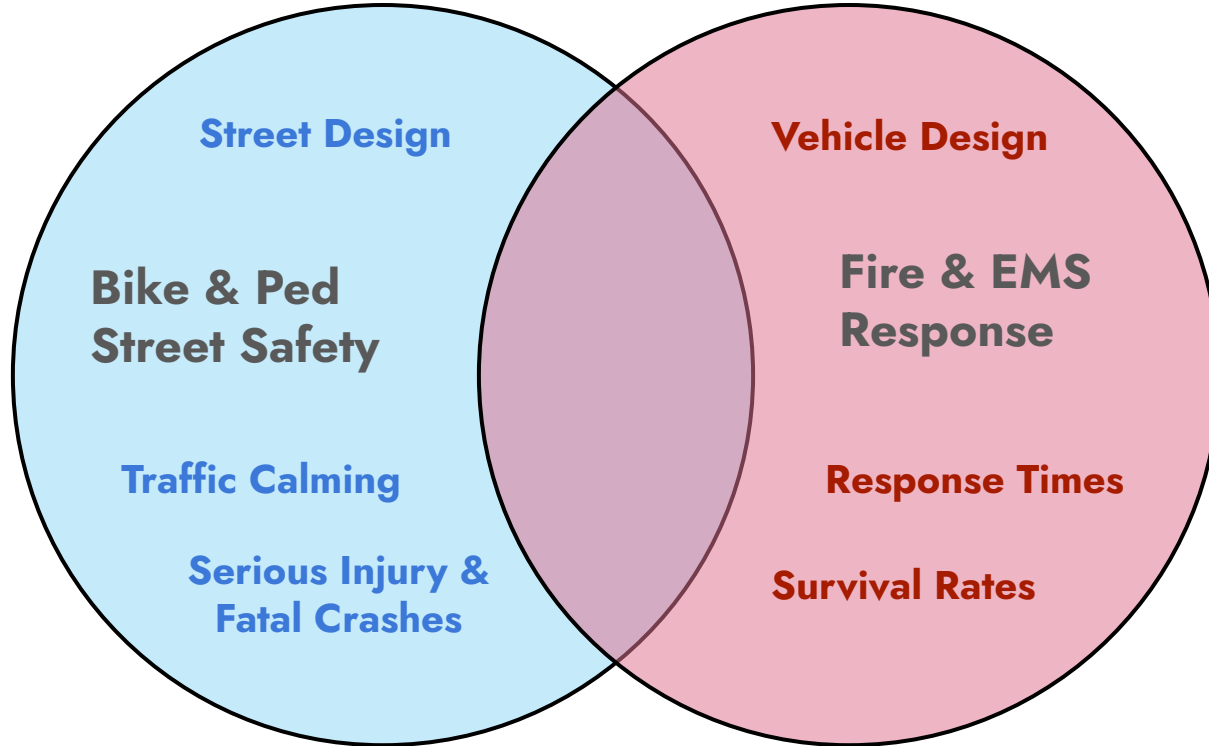 Street Design
Bike & Ped
Street Safety
Traffic Calming
Serious Injury &
Fatal Crashes
Vehicle Design
Fire & EMS
Response
Response Times
Survival Rates